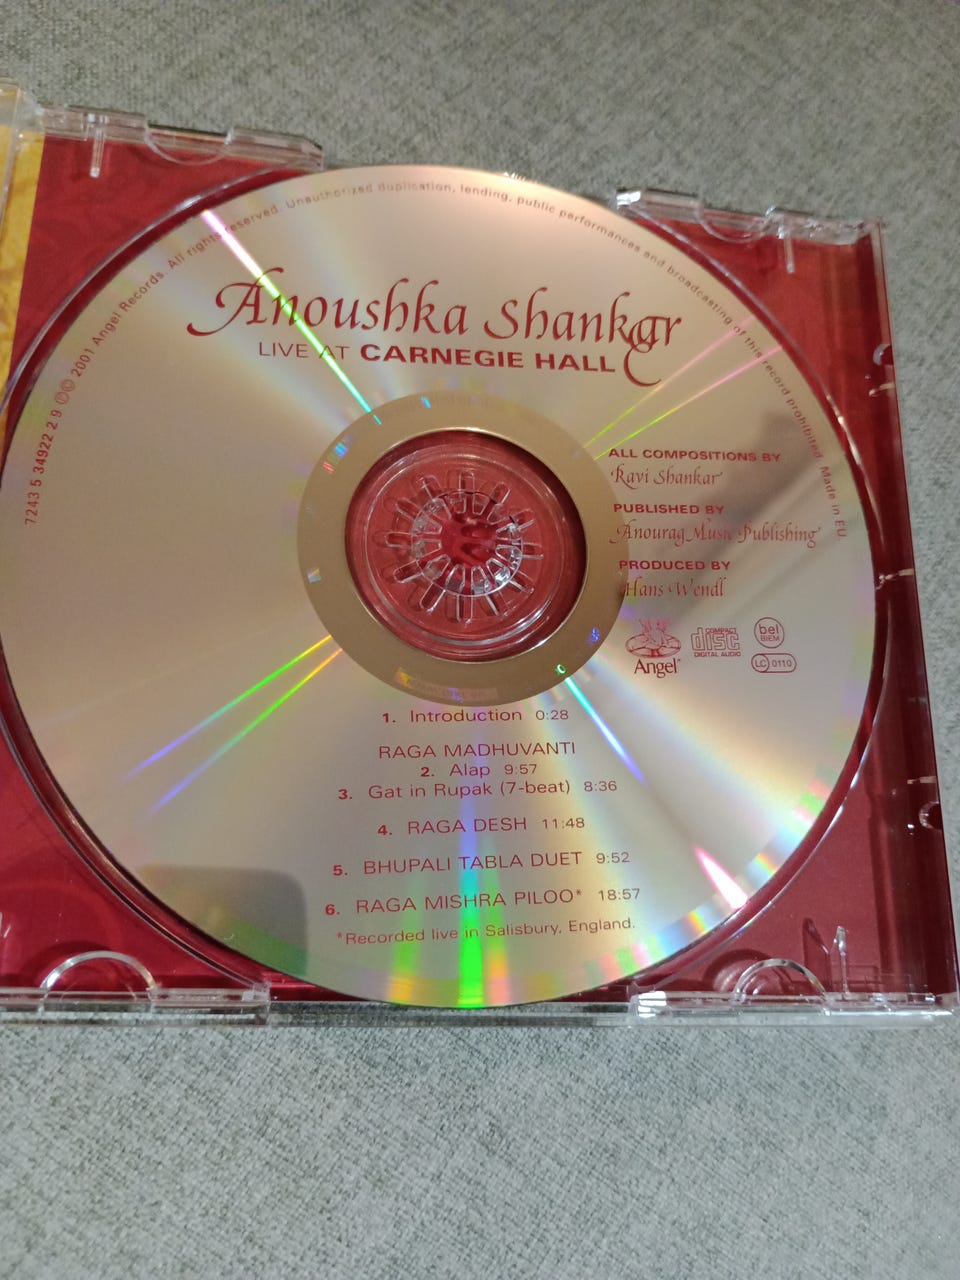 7243 5 34922 2 9 ℗© 2001 Angel Records. All rights reserved. Unauthorized duplication, lending, public performances and broadcasting of this record prohibited. Made in EU.
Anoushka Shankar
LIVE AT CARNEGIE HALL
ALL COMPOSITIONS BY
Ravi Shankar
PUBLISHED BY
Anourag Music Publishing
PRODUCED BY
Hans Wendl
Angel®
COMPACT
disc
DIGITAL AUDIO
bel
BIEM
LC 0110
1. Introduction 0:28
RAGA MADHUVANTI
2. Alap 9:57
3. Gat in Rupak (7-beat) 8:36
4. RAGA DESH 11:48
5. BHUPALI TABLA DUET 9:52
6. RAGA MISHRA PILOO* 18:57
*Recorded live in Salisbury, England.